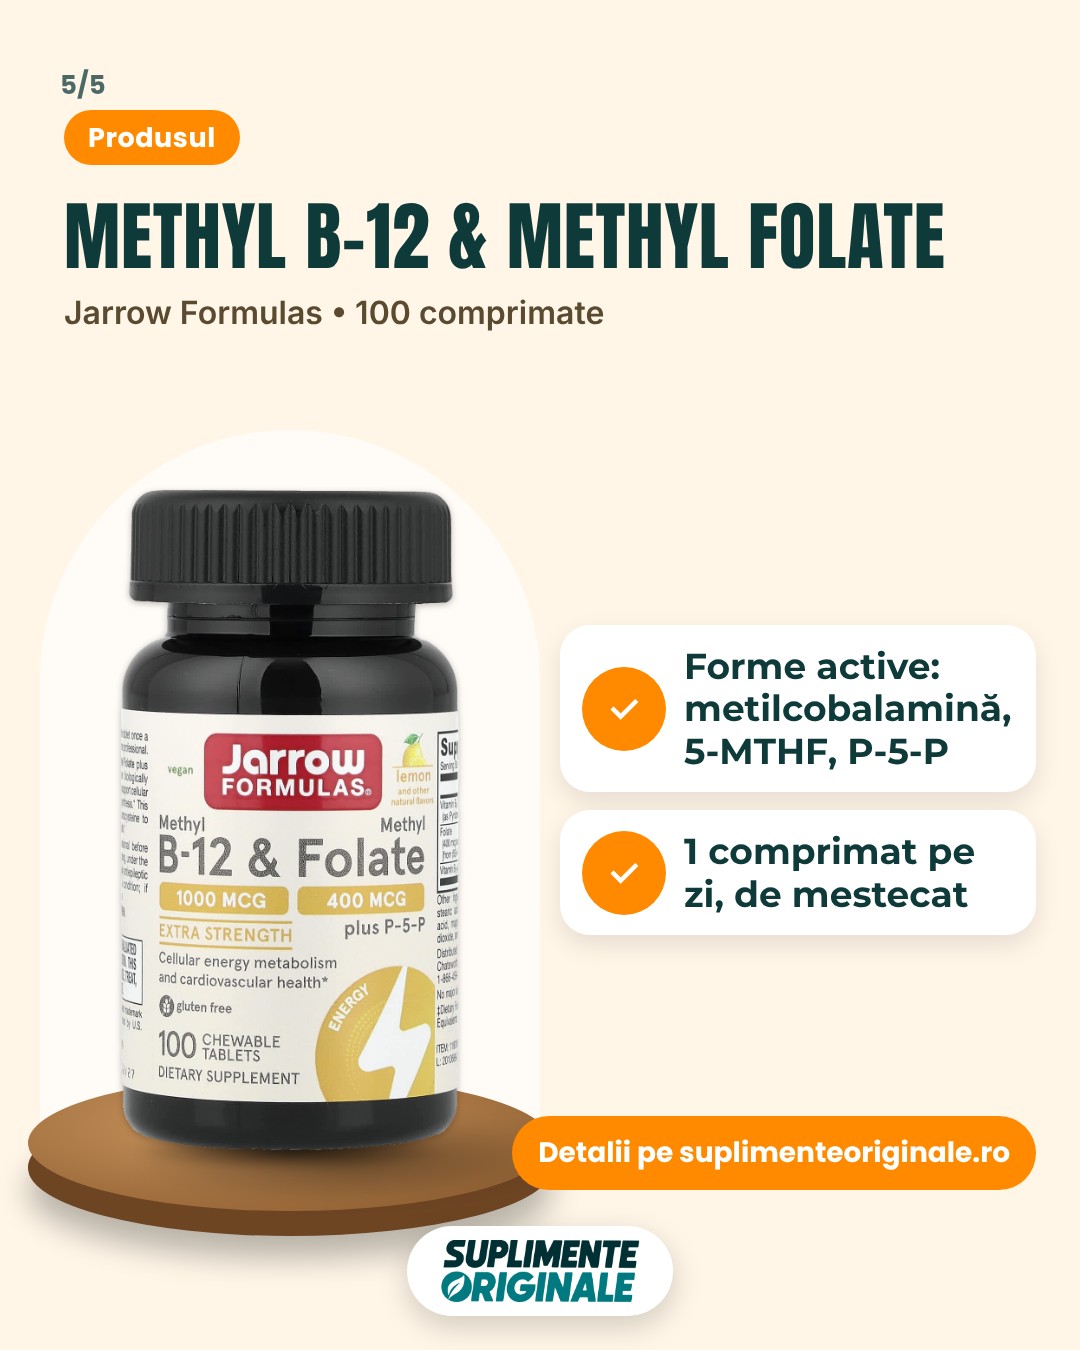 5/5
Produsul
METHYL B-12 & METHYL FOLATE
Jarrow Formulas • 100 comprimate
Forme active:
metilcobalamină,
5-MTHF, P-5-P
1 comprimat pe
zi, de mestecat
vegan
Jarrow
FORMULAS®
lemon
and other
natural flavors
Methyl Methyl
B-12 & Folate
1000 MCG 400 MCG
EXTRA STRENGTH
plus P-5-P
Cellular energy metabolism
and cardiovascular health*
gluten free
ENERGY
100 CHEWABLE
TABLETS
DIETARY SUPPLEMENT
Detalii pe suplimenteoriginale.ro
SUPLIMENTE
ORIGINALE